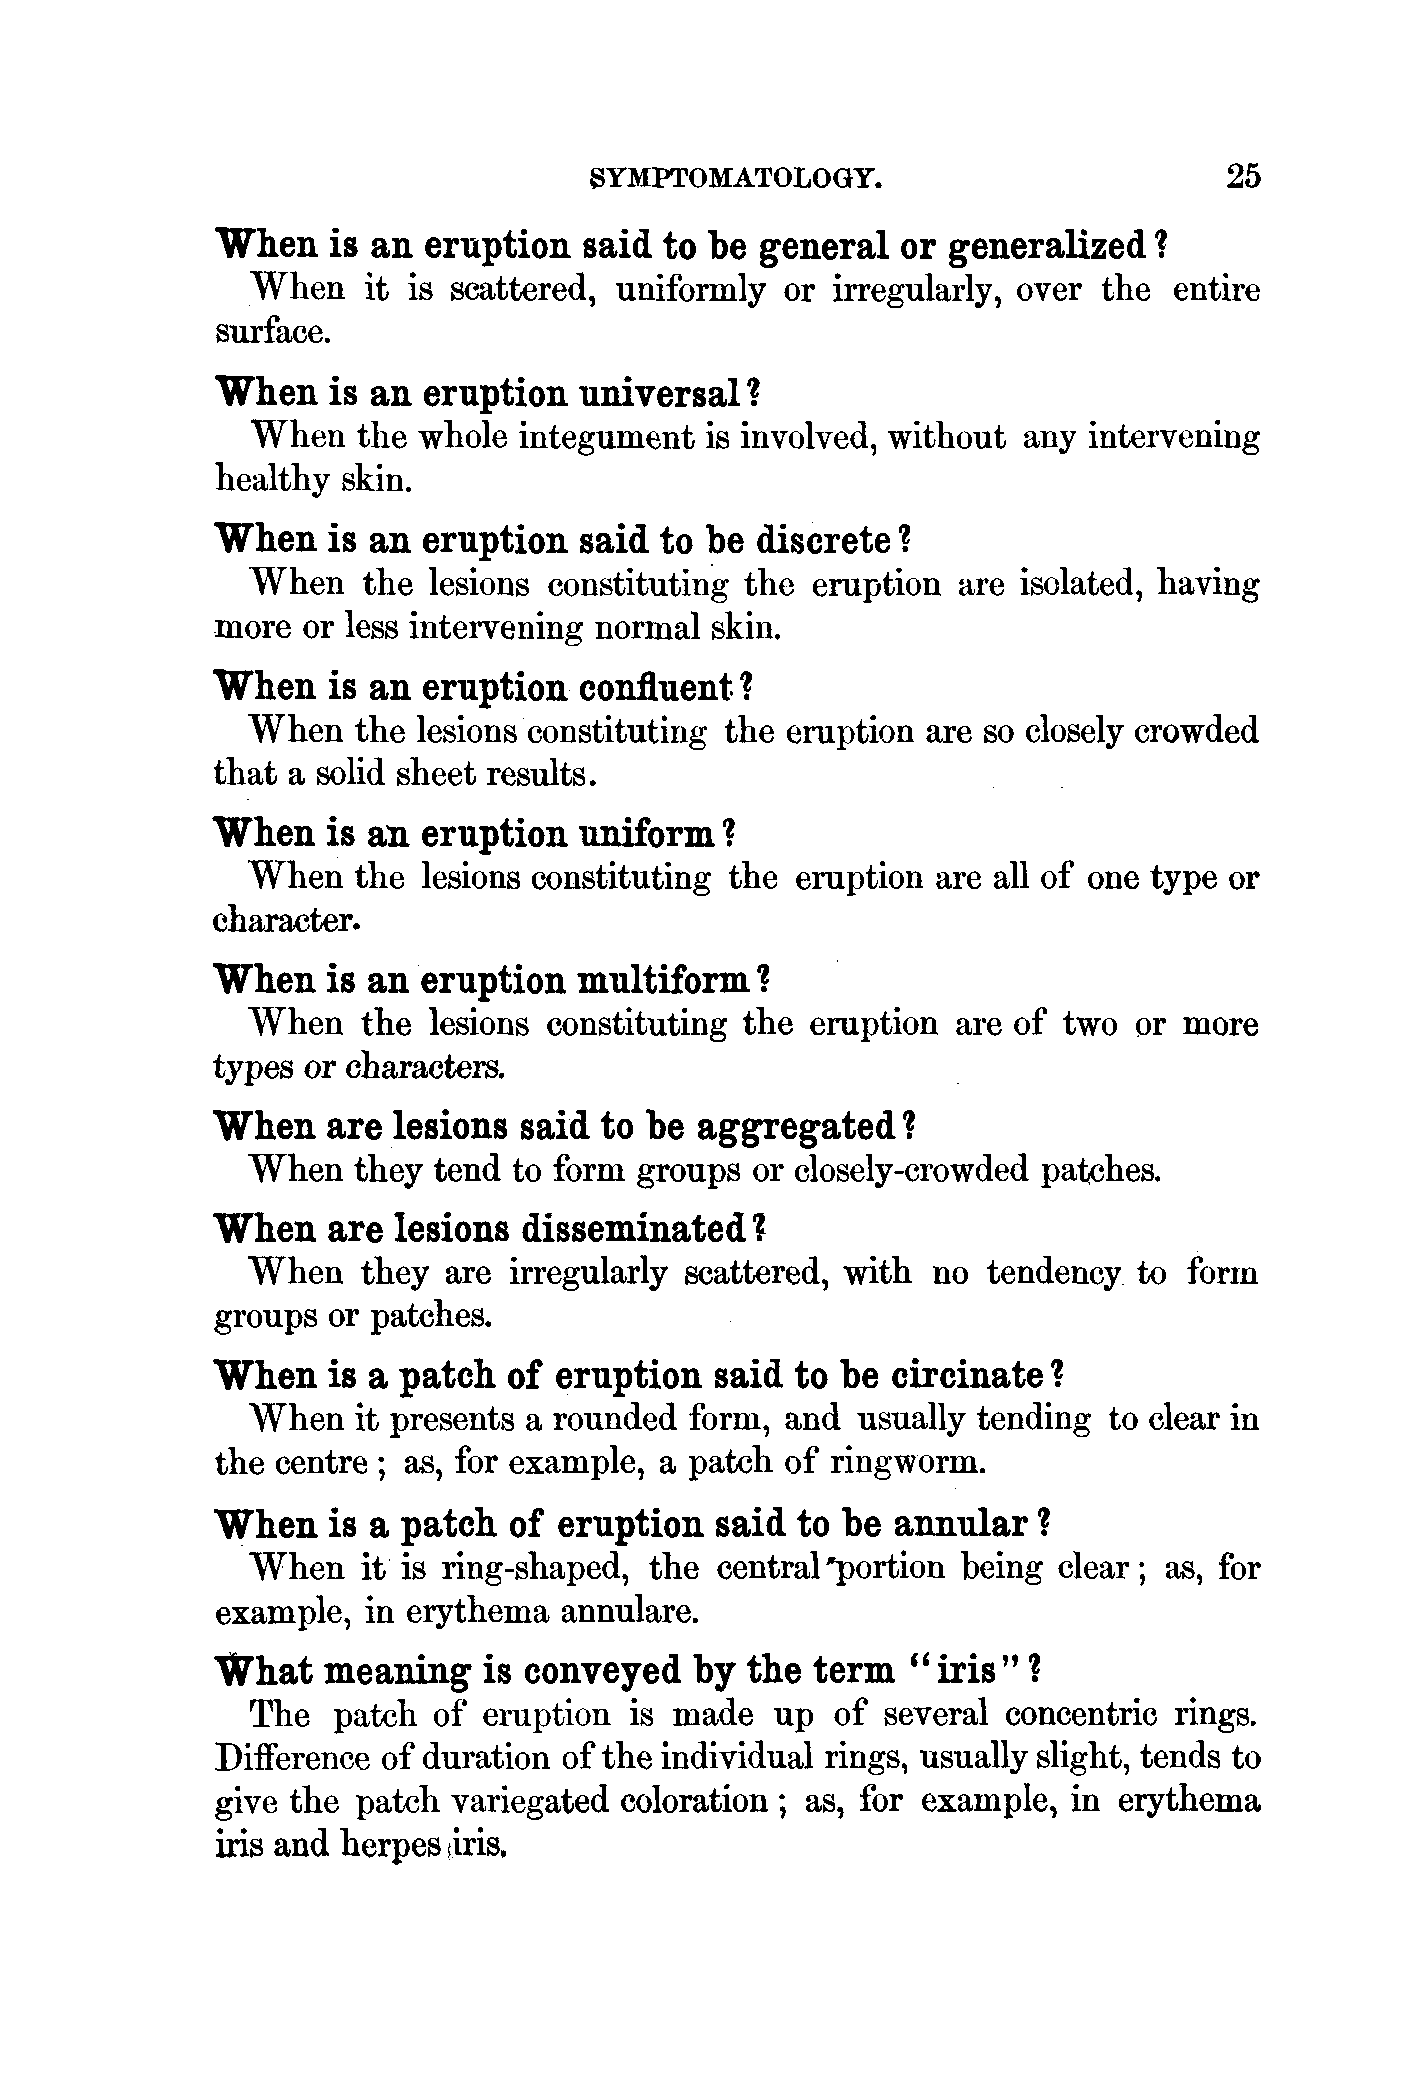 SYMPTOMATOLOGY. 25
When is an eruption said to be general or generalized?
When it is scattered, uniformly or irregularly, over the entire
surface.
When is an eruption universal?
When the whole integument is involved, without any intervening
healthy skin.
When is an eruption said to be discrete?
When the lesions constituting the eruption are isolated, having
more or less intervening normal skin.
When is an eruption confluent?
When the lesions constituting the eruption are so closely crowded
that a solid sheet results.
When is an eruption uniform?
When the lesions constituting the eruption are all of one type or
character.
When is an eruption multiform?
When the lesions constituting the eruption are of two or more
types or characters.
When are lesions said to be aggregated?
When they tend to form groups or closely-crowded patches.
When are lesions disseminated?
When they are irregularly scattered, with no tendency to form
groups or patches.
When is a patch of eruption said to be circinate?
When it presents a rounded form, and usually tending to clear in
the centre; as, for example, a patch of ringworm.
When is a patch of eruption said to be annular?
When it is ring-shaped, the central portion being clear; as, for
example, in erythema annulare.
What meaning is conveyed by the term "iris"?
The patch of eruption is made up of several concentric rings.
Difference of duration of the individual rings, usually slight, tends to
give the patch variegated coloration; as, for example, in erythema
iris and herpes iris.